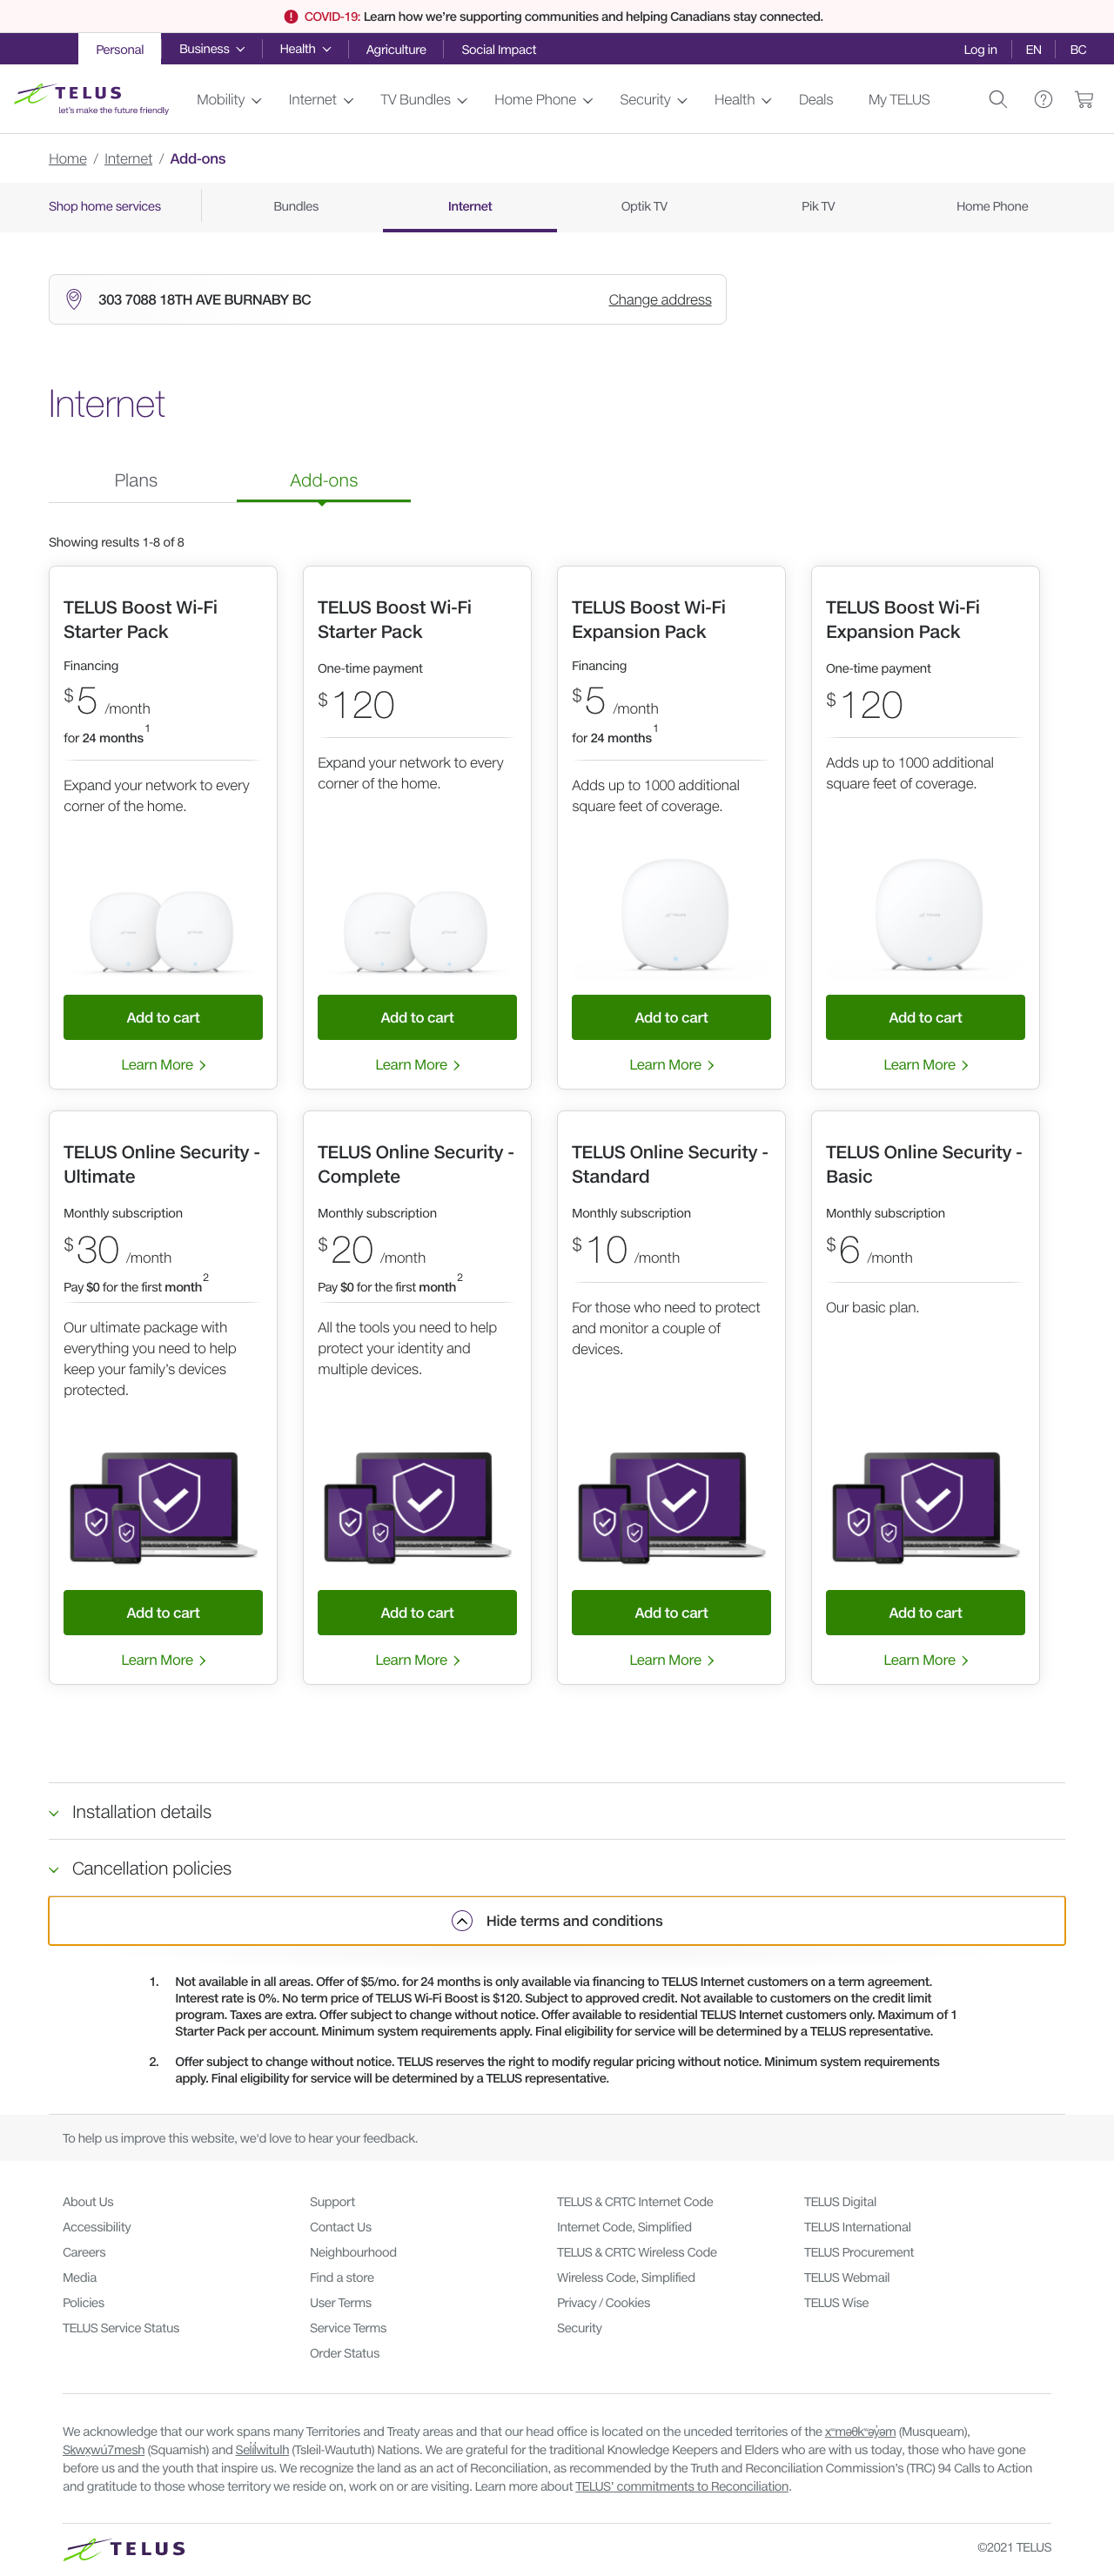 COVID-19: Learn how we're supporting communities and helping Canadians stay connected.
Personal Business Health Agriculture Social Impact Log in EN BC
TELUS
let's make the future friendly
Mobility Internet TV Bundles Home Phone Security Health Deals My TELUS
Home / Internet / Add-ons
Shop home services Bundles Internet Optik TV Pik TV Home Phone
303 7088 18TH AVE BURNABY BC Change address
Internet
Plans Add-ons
Showing results 1-8 of 8
TELUS Boost Wi-Fi
Starter Pack
Financing
$5 /month
for 24 months1
Expand your network to every
corner of the home.
Add to cart
Learn More
TELUS Boost Wi-Fi
Starter Pack
One-time payment
$120
Expand your network to every
corner of the home.
Add to cart
Learn More
TELUS Boost Wi-Fi
Expansion Pack
Financing
$5 /month
for 24 months1
Adds up to 1000 additional
square feet of coverage.
TELUS
Add to cart
Learn More
TELUS Boost Wi-Fi
Expansion Pack
One-time payment
$120
Adds up to 1000 additional
square feet of coverage.
TELUS
Add to cart
Learn More
TELUS Online Security -
Ultimate
Monthly subscription
$30 /month
Pay $0 for the first month2
Our ultimate package with
everything you need to help
keep your family's devices
protected.
Add to cart
Learn More
TELUS Online Security -
Complete
Monthly subscription
$20 /month
Pay $0 for the first month2
All the tools you need to help
protect your identity and
multiple devices.
Add to cart
Learn More
TELUS Online Security -
Standard
Monthly subscription
$10 /month
For those who need to protect
and monitor a couple of
devices.
Add to cart
Learn More
TELUS Online Security -
Basic
Monthly subscription
$6 /month
Our basic plan.
Add to cart
Learn More
Installation details
Cancellation policies
Hide terms and conditions
1. Not available in all areas. Offer of $5/mo. for 24 months is only available via financing to TELUS Internet customers on a term agreement.
Interest rate is 0%. No term price of TELUS Wi-Fi Boost is $120. Subject to approved credit. Not available to customers on the credit limit
program. Taxes are extra. Offer subject to change without notice. Offer available to residential TELUS Internet customers only. Maximum of 1
Starter Pack per account. Minimum system requirements apply. Final eligibility for service will be determined by a TELUS representative.
2. Offer subject to change without notice. TELUS reserves the right to modify regular pricing without notice. Minimum system requirements
apply. Final eligibility for service will be determined by a TELUS representative.
To help us improve this website, we'd love to hear your feedback.
About Us
Accessibility
Careers
Media
Policies
TELUS Service Status
Support
Contact Us
Neighbourhood
Find a store
User Terms
Service Terms
Order Status
TELUS & CRTC Internet Code
Internet Code, Simplified
TELUS & CRTC Wireless Code
Wireless Code, Simplified
Privacy / Cookies
Security
TELUS Digital
TELUS International
TELUS Procurement
TELUS Webmail
TELUS Wise
We acknowledge that our work spans many Territories and Treaty areas and that our head office is located on the unceded territories of the xʷməθkʷəy̓əm (Musqueam),
Sḵwx̱wú7mesh (Squamish) and Sel̓íl̓witulh (Tsleil-Waututh) Nations. We are grateful for the traditional Knowledge Keepers and Elders who are with us today, those who have gone
before us and the youth that inspire us. We recognize the land as an act of Reconciliation, as recommended by the Truth and Reconciliation Commission's (TRC) 94 Calls to Action
and gratitude to those whose territory we reside on, work on or are visiting. Learn more about TELUS' commitments to Reconciliation.
TELUS ©2021 TELUS